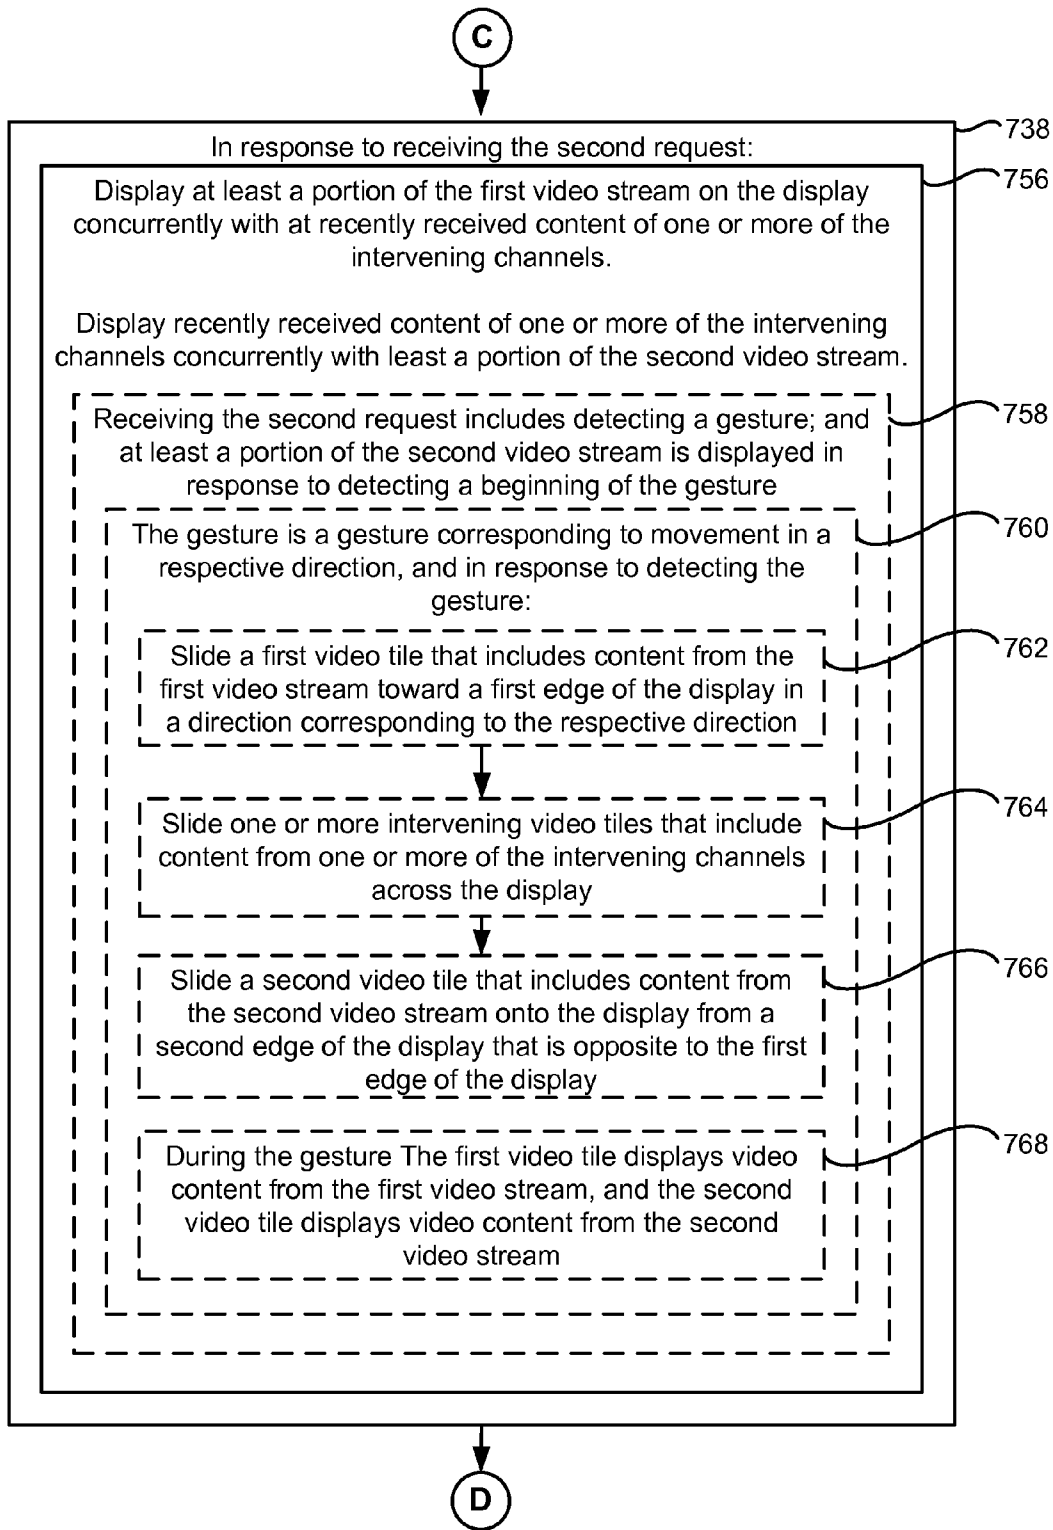 C
738
In response to receiving the second request:
756
Display at least a portion of the first video stream on the display
concurrently with at recently received content of one or more of the
intervening channels.
Display recently received content of one or more of the intervening
channels concurrently with least a portion of the second video stream.
758
Receiving the second request includes detecting a gesture; and
at least a portion of the second video stream is displayed in
response to detecting a beginning of the gesture
760
The gesture is a gesture corresponding to movement in a
respective direction, and in response to detecting the
gesture:
762
Slide a first video tile that includes content from the
first video stream toward a first edge of the display in
a direction corresponding to the respective direction
764
Slide one or more intervening video tiles that include
content from one or more of the intervening channels
across the display
766
Slide a second video tile that includes content from
the second video stream onto the display from a
second edge of the display that is opposite to the first
edge of the display
768
During the gesture The first video tile displays video
content from the first video stream, and the second
video tile displays video content from the second
video stream
D